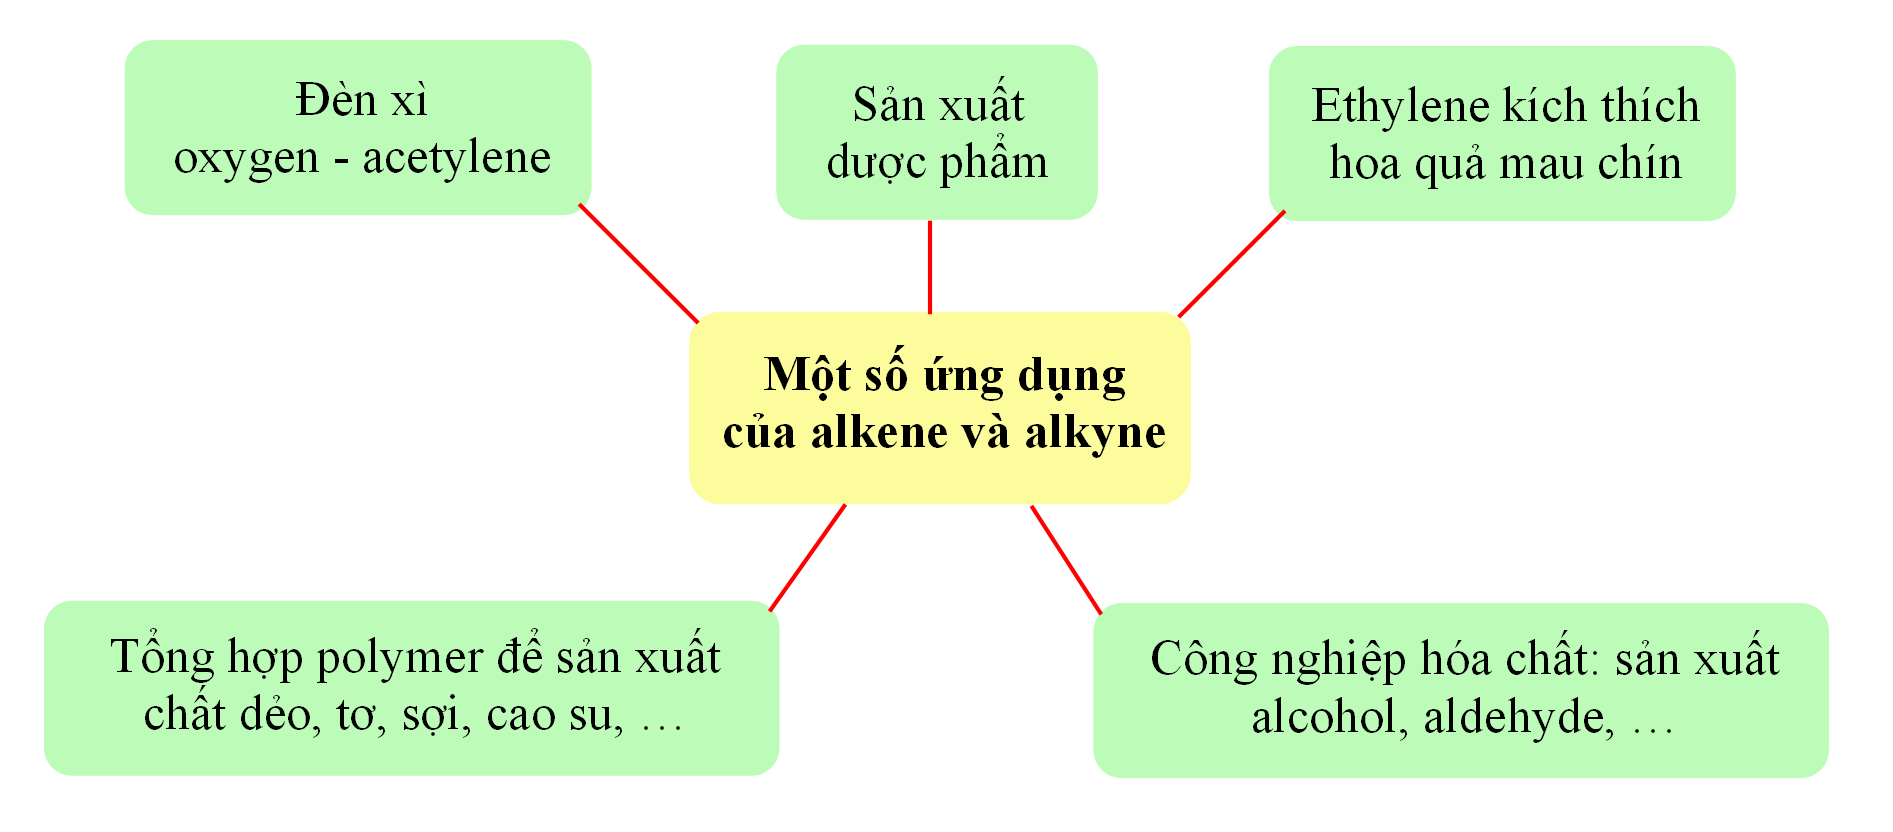 Đèn xì
oxygen - acetylene
Sản xuất
dược phẩm
Ethylene kích thích
hoa quả mau chín
Một số ứng dụng
của alkene và alkyne
Tổng hợp polymer để sản xuất
chất dẻo, tơ, sợi, cao su, …
Công nghiệp hóa chất: sản xuất
alcohol, aldehyde, …